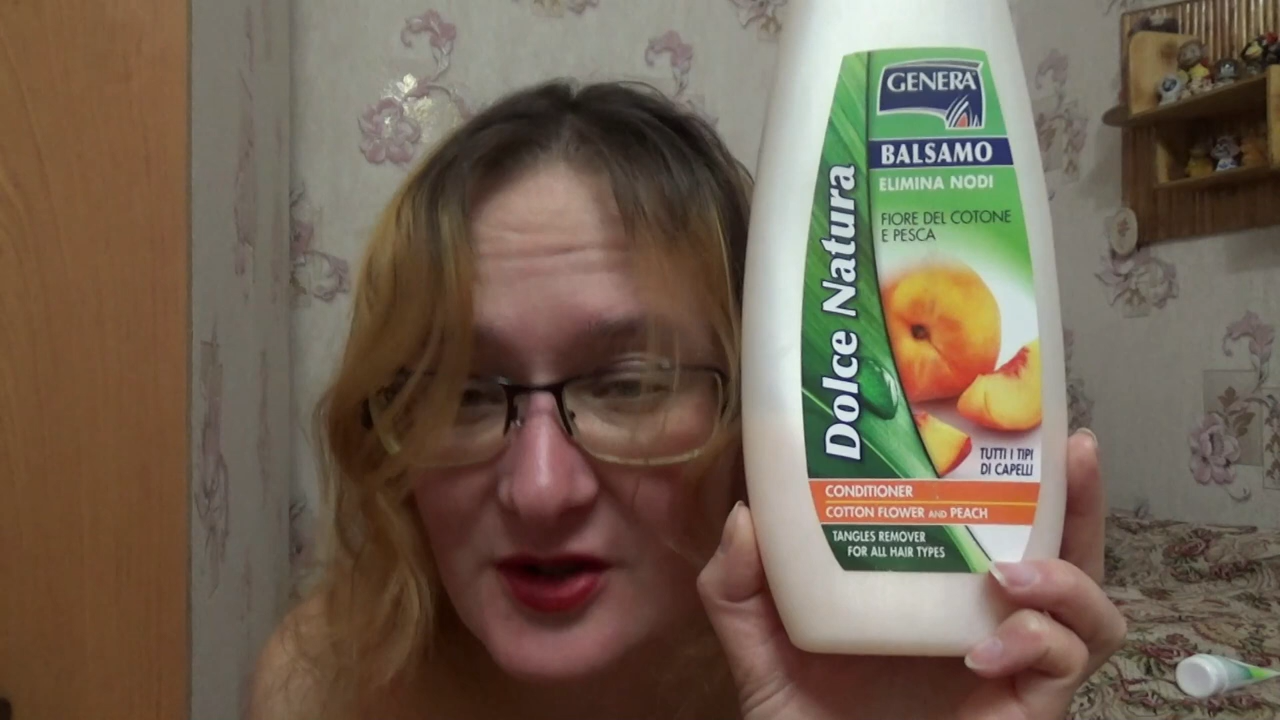 GENERA
BALSAMO
ELIMINA NODI
FIORE DEL COTONE
E PESCA
Dolce Natura
TUTTI I TIPI
DI CAPELLI
CONDITIONER
COTTON FLOWER AND PEACH
TANGLES REMOVER
FOR ALL HAIR TYPES